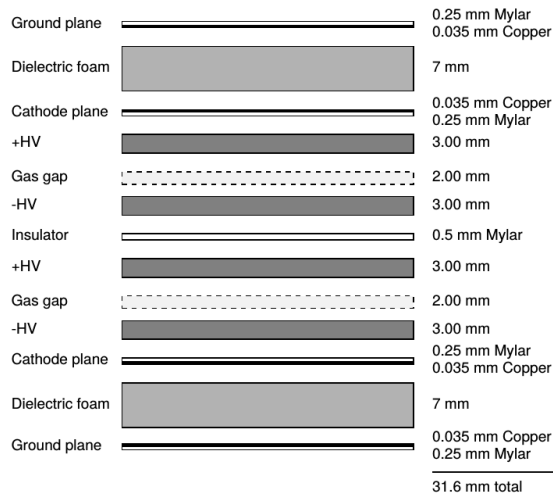 Ground plane 0.25 mm Mylar
0.035 mm Copper
Dielectric foam 7 mm
Cathode plane 0.035 mm Copper
0.25 mm Mylar
+HV 3.00 mm
Gas gap 2.00 mm
-HV 3.00 mm
Insulator 0.5 mm Mylar
+HV 3.00 mm
Gas gap 2.00 mm
-HV 3.00 mm
Cathode plane 0.25 mm Mylar
0.035 mm Copper
Dielectric foam 7 mm
Ground plane 0.035 mm Copper
0.25 mm Mylar
31.6 mm total